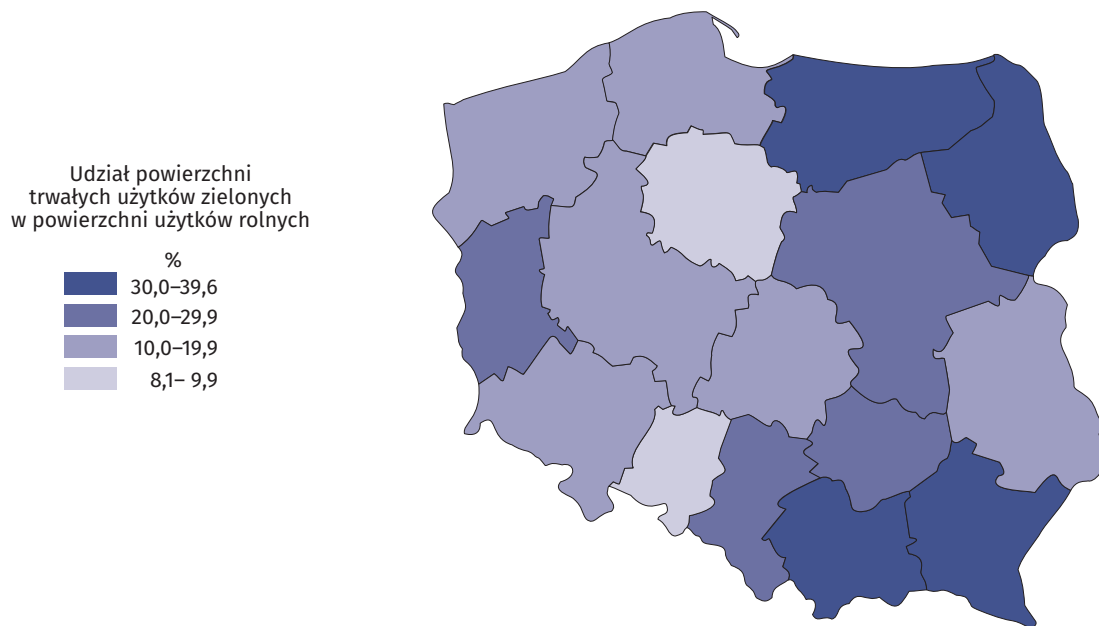 Udział powierzchni
trwałych użytków zielonych
w powierzchni użytków rolnych
%
30,0–39,6
20,0–29,9
10,0–19,9
8,1– 9,9